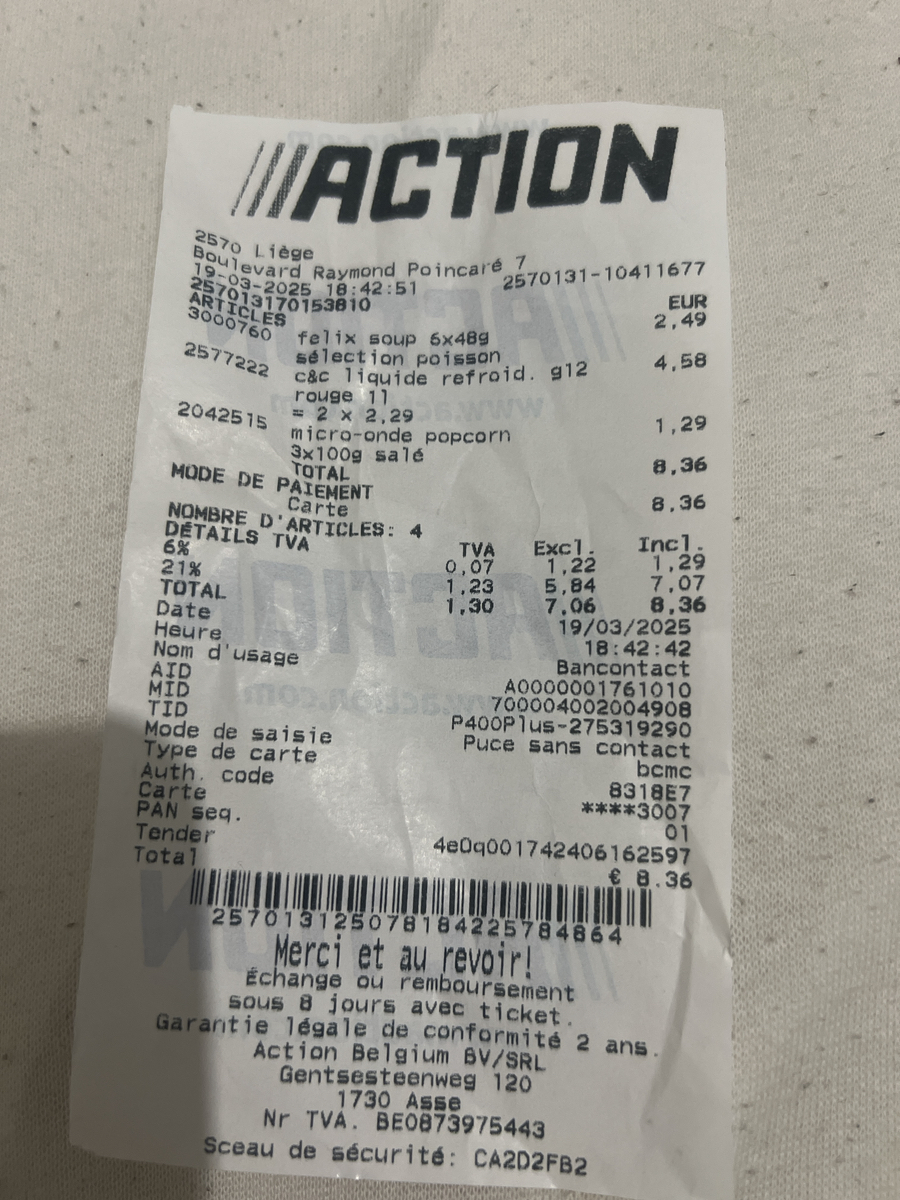 ///ACTION
2570 Liège
Boulevard Raymond Poincaré 7
19-03-2025 18:42:51 2570131-10411677
257013170153810
ARTICLES EUR
3000760 felix soup 6x48g 2,49
sélection poisson
2577222 c&c liquide refroid. g12 4,58
rouge 1l
= 2 x 2,29
2042515 micro-onde popcorn 1,29
3x100g salé
TOTAL 8,36
MODE DE PAIEMENT
Carte 8,36
NOMBRE D'ARTICLES: 4
DÉTAILS TVA TVA Excl. Incl.
6% 0,07 1,22 1,29
21% 1,23 5,84 7,07
TOTAL 1,30 7,06 8,36
Date 19/03/2025
Heure 18:42:42
Nom d'usage Bancontact
AID A0000001761010
MID 700004002004908
TID P400Plus-275319290
Mode de saisie Puce sans contact
Type de carte bcmc
Auth. code 8318E7
Carte ****3007
PAN seq. 01
Tender 4e0q001742406162597
Total € 8.36
257013125078184225784864
Merci et au revoir!
Échange ou remboursement
sous 8 jours avec ticket.
Garantie légale de conformité 2 ans.
Action Belgium BV/SRL
Gentsesteenweg 120
1730 Asse
Nr TVA. BE0873975443
Sceau de sécurité: CA2D2FB2